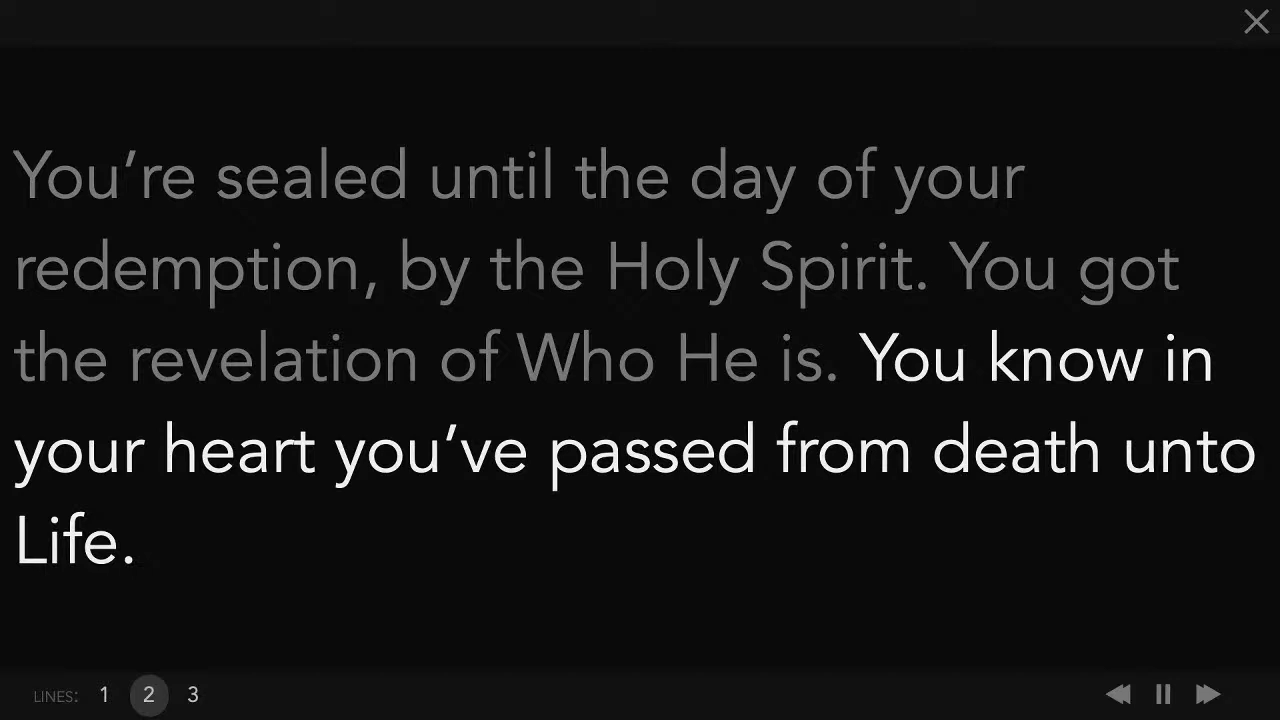 You’re sealed until the day of your
redemption, by the Holy Spirit. You got
the revelation of Who He is. You know in
your heart you’ve passed from death unto
Life.
LINES: 1 2 3